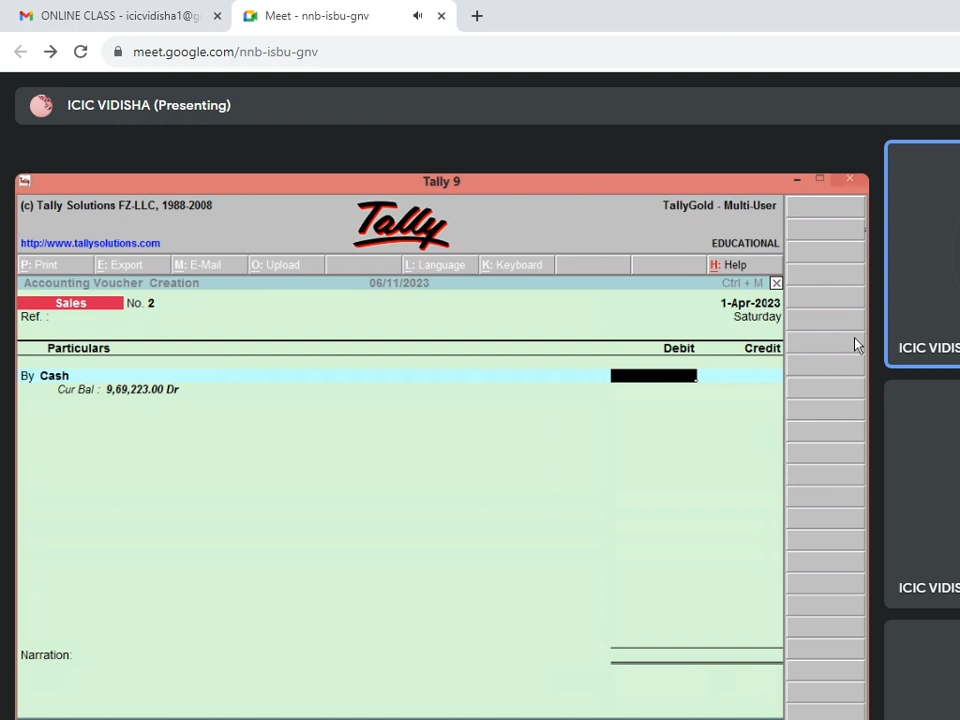 ONLINE CLASS - icicvidisha1@g
Meet - nnb-isbu-gnv
meet.google.com/nnb-isbu-gnv
ICIC VIDISHA (Presenting)
Tally 9
(c) Tally Solutions FZ-LLC, 1988-2008
Tally
TallyGold - Multi-User
http://www.tallysolutions.com
EDUCATIONAL
P: Print E: Export M: E-Mail O: Upload L: Language K: Keyboard H: Help
Accounting Voucher Creation 06/11/2023 Ctrl + M
Sales No. 2 1-Apr-2023
Ref. : Saturday
Particulars Debit Credit
ICIC VIDIS
By Cash
Cur Bal : 9,69,223.00 Dr
ICIC VIDIS
Narration: